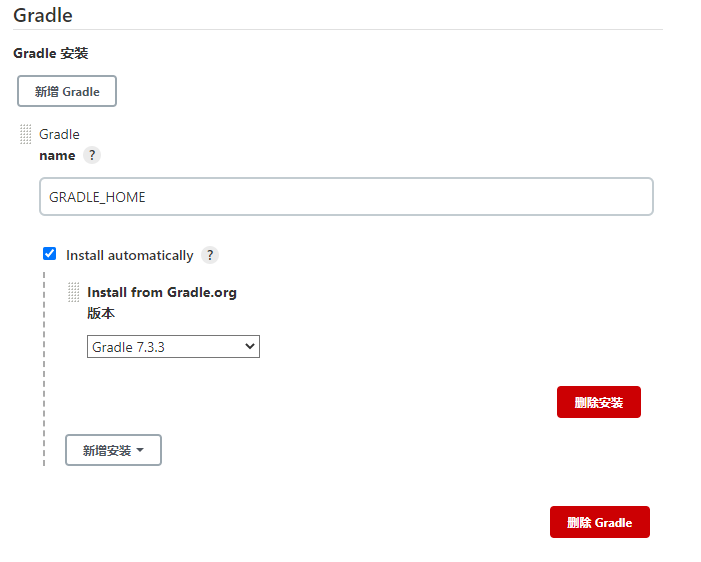 Gradle
Gradle 安装
新增 Gradle
Gradle
name ?
GRADLE_HOME
Install automatically ?
Install from Gradle.org
版本
Gradle 7.3.3
删除安装
新增安装
删除 Gradle